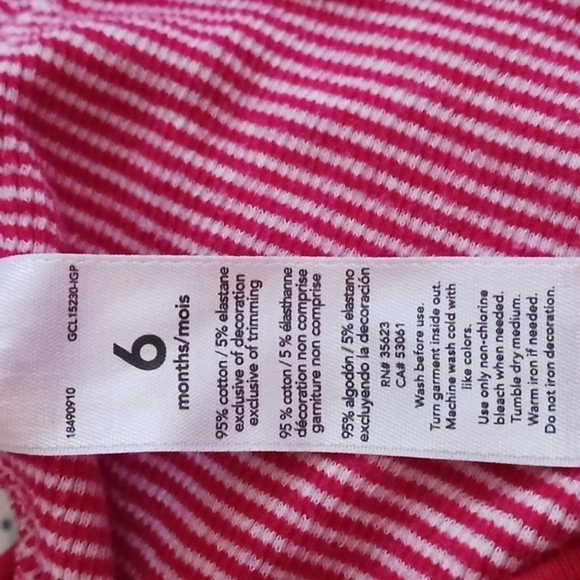 18490910 GCL15230-IGP
6
months/mois
95% cotton / 5% elastane
exclusive of decoration
exclusive of trimming
95 % coton / 5 % élasthanne
décoration non comprise
garniture non comprise
95% algodón / 5% elastano
excluyendo la decoración
RN# 35623
CA# 53061
Wash before use.
Turn garment inside out.
Machine wash cold with
like colors.
Use only non-chlorine
bleach when needed.
Tumble dry medium.
Warm iron if needed.
Do not iron decoration.